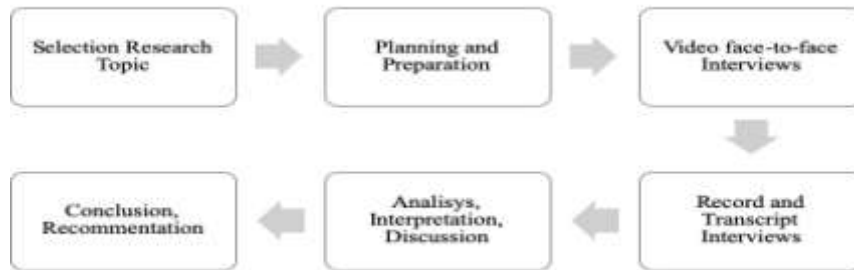 Selection Research
Topic
Planning and
Preparation
Video face-to-face
Interviews
Record and
Transcript
Interviews
Analisys,
Interpretation,
Discussion
Conclusion,
Recommentation